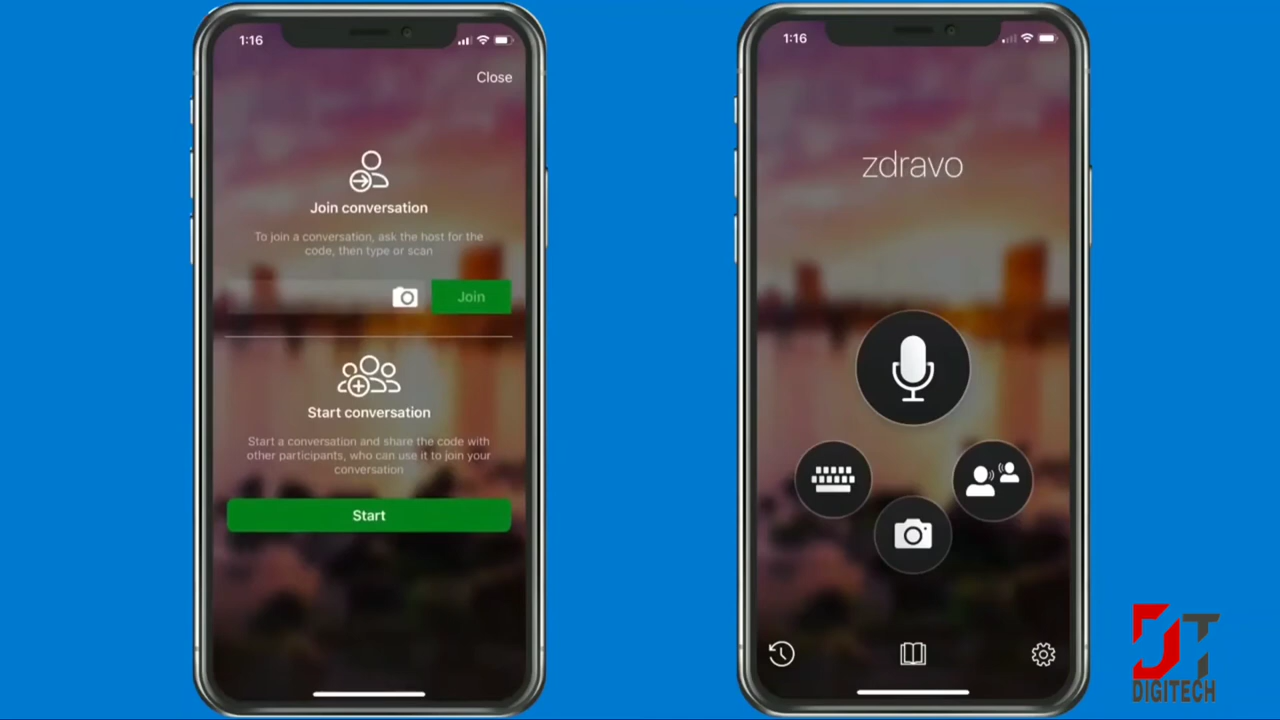 1:16
Close
Join conversation
To join a conversation, ask the host for the
code, then type or scan
Join
Start conversation
Start a conversation and share the code with
other participants, who can use it to join your
conversation
Start
1:16
zdravo
DT
DIGITECH